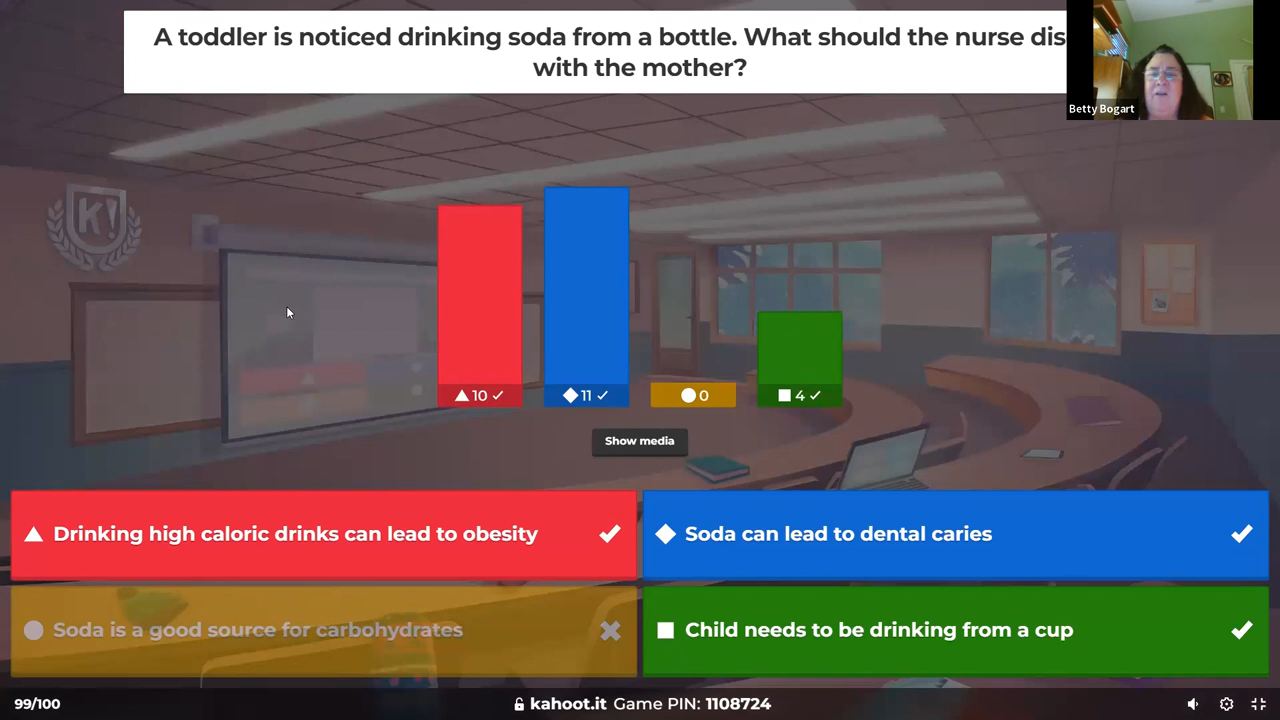 A toddler is noticed drinking soda from a bottle. What should the nurse
with the mother?
Betty Bogart
K!
10
11
0
4
Show media
Drinking high caloric drinks can lead to obesity
Soda can lead to dental caries
Soda is a good source for carbohydrates
Child needs to be drinking from a cup
99/100
kahoot.it Game PIN: 1108724